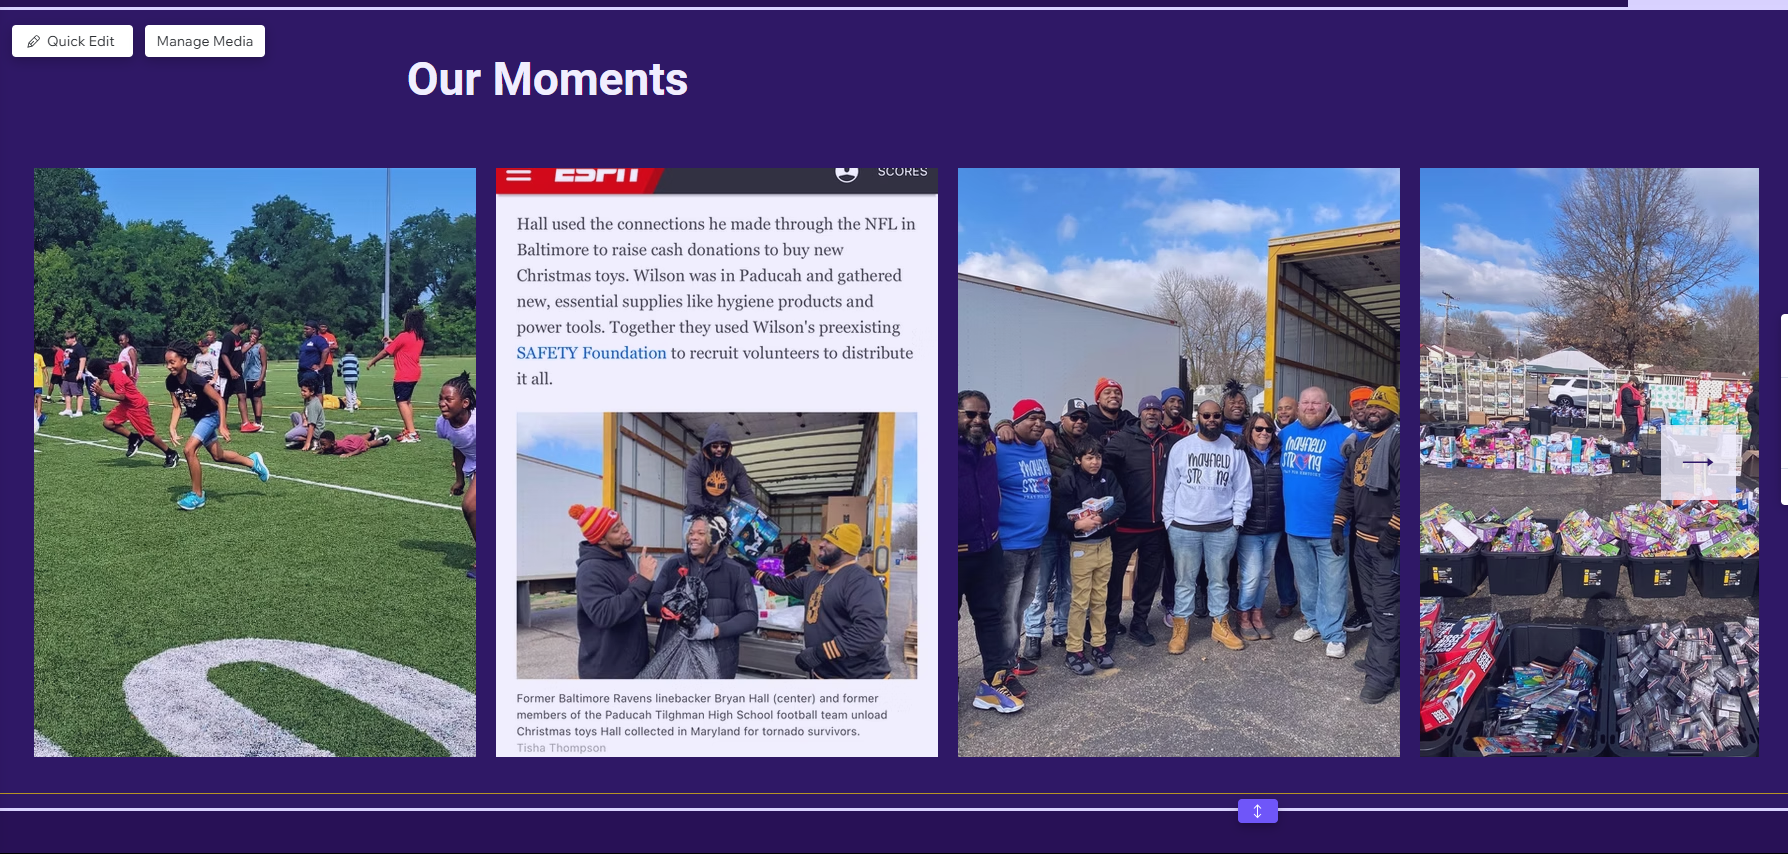 Quick Edit
Manage Media
Our Moments
ESPN
SCORES
Hall used the connections he made through the NFL in
Baltimore to raise cash donations to buy new
Christmas toys. Wilson was in Paducah and gathered
new, essential supplies like hygiene products and
power tools. Together they used Wilson's preexisting
SAFETY Foundation to recruit volunteers to distribute
it all.
Former Baltimore Ravens linebacker Bryan Hall (center) and former
members of the Paducah Tilghman High School football team unload
Christmas toys Hall collected in Maryland for tornado survivors.
Tisha Thompson
MAYFIELD
STRONG
MAYFIELD
STR NG
MAYFIELD
STR NG